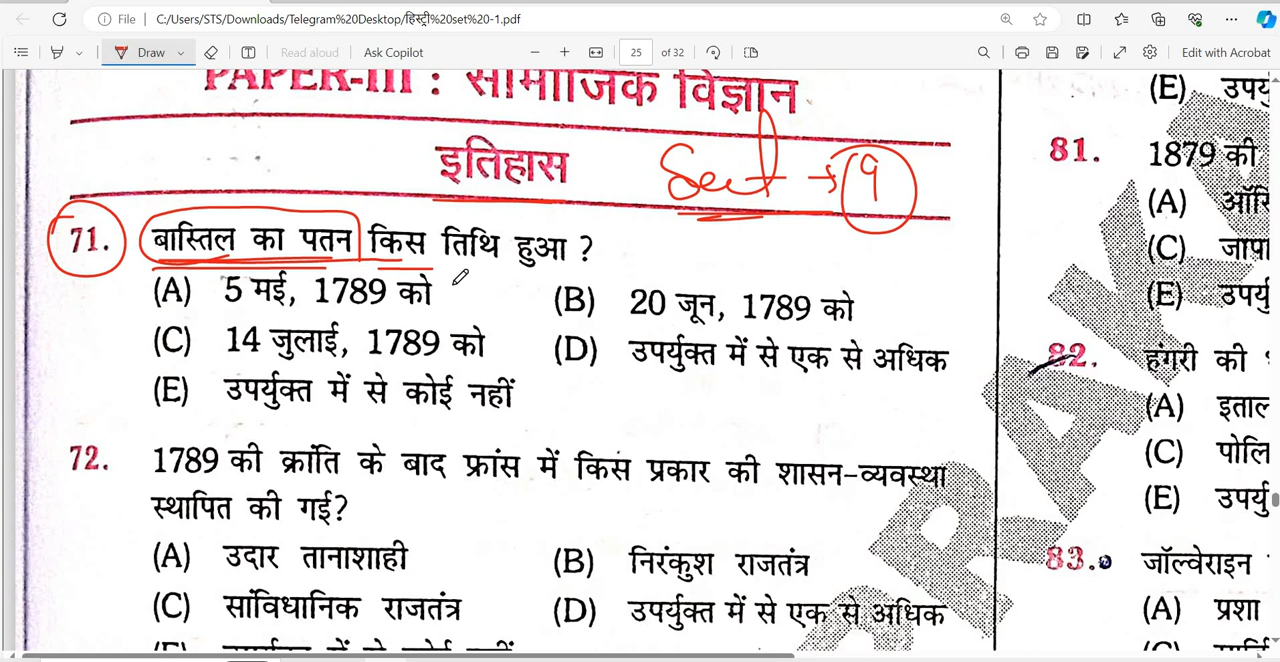 File C:/Users/STS/Downloads/Telegram%20Desktop/हिस्ट्री%20set%20-1.pdf
Draw Read aloud Ask Copilot 25 of 32 Edit with Acrobat
PAPER-III : सामाजिक विज्ञान
इतिहास
19
71. बास्तिल का पतन किस तिथि हुआ ?
(A) 5 मई, 1789 को (B) 20 जून, 1789 को
(C) 14 जुलाई, 1789 को (D) उपर्युक्त में से एक से अधिक
(E) उपर्युक्त में से कोई नहीं
72. 1789 की क्रांति के बाद फ्रांस में किस प्रकार की शासन-व्यवस्था
स्थापित की गई?
(A) उदार तानाशाही (B) निरंकुश राजतंत्र
(C) सांविधानिक राजतंत्र (D) उपर्युक्त में से एक से अधिक
(E) उपर्युक्त में से कोई नहीं
(E)
81. 1879 की
(A)
(C)
(E)
82. हंगरी की
(A)
(C)
(E)
83. जॉल्वेराइन
(A)